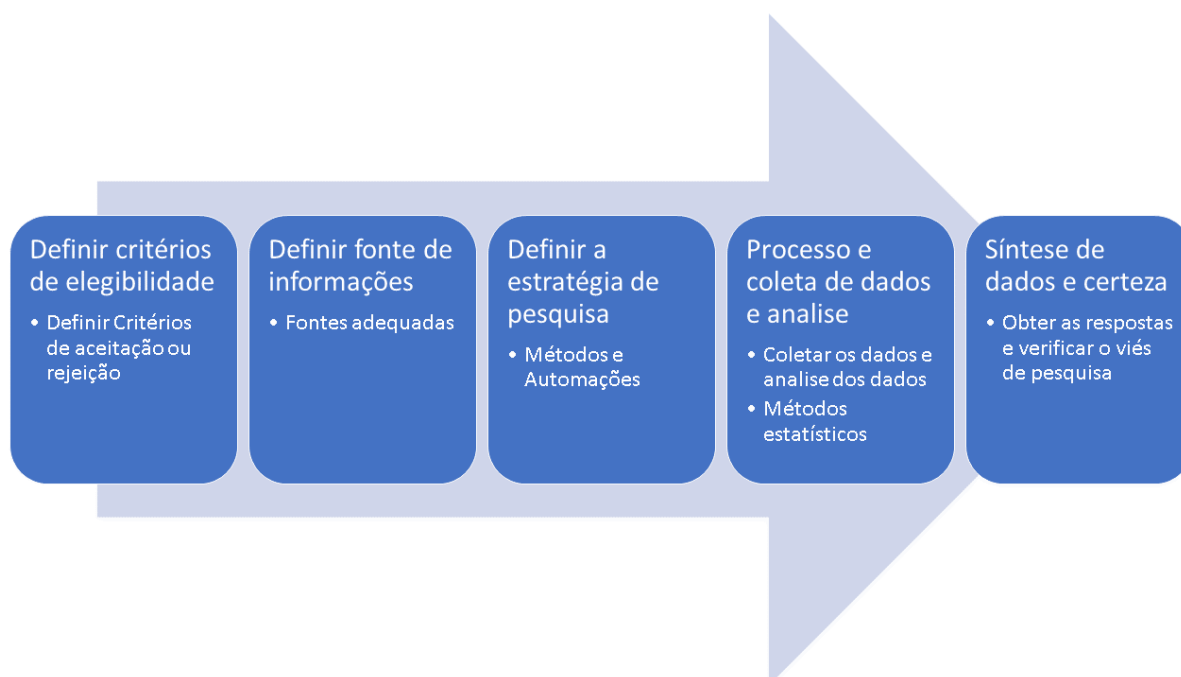 Definir critérios
de elegibilidade
• Definir Critérios
de aceitação ou
rejeição
Definir fonte de
informações
• Fontes adequadas
Definir a
estratégia de
pesquisa
• Métodos e
Automações
Processo e
coleta de dados
e analise
• Coletar os dados e
analise dos dados
• Métodos
estatísticos
Síntese de
dados e certeza
• Obter as respostas
e verificar o viés
de pesquisa